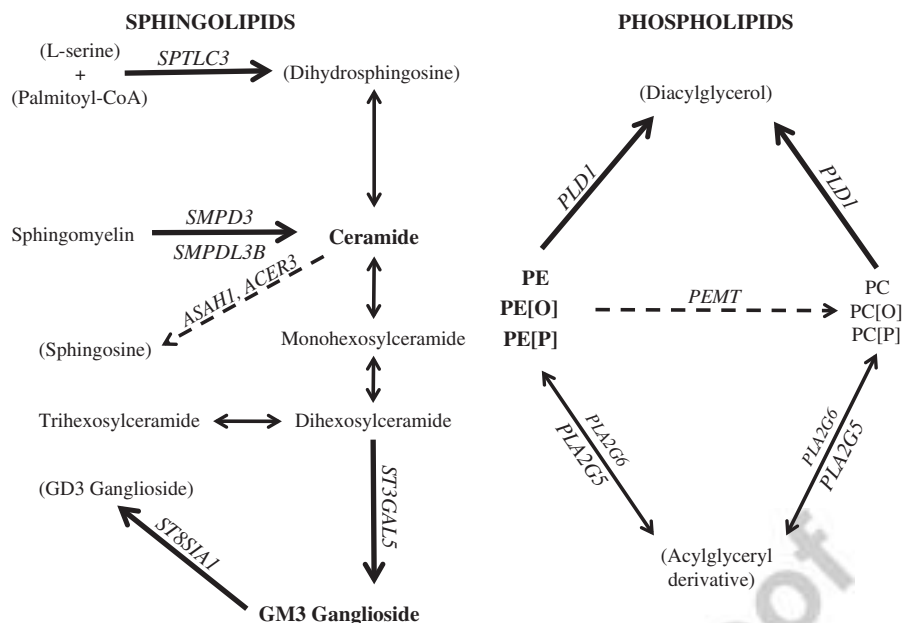 SPHINGOLIPIDS
(L-serine)
+
(Palmitoyl-CoA)
SPTLC3
(Dihydrosphingosine)
Sphingomyelin
SMPD3
SMPDL3B
Ceramide
ASAH1, ACER3
(Sphingosine)
Monohexosylceramide
Trihexosylceramide
Dihexosylceramide
(GD3 Ganglioside)
ST3GAL5
ST8SIA1
GM3 Ganglioside
PHOSPHOLIPIDS
(Diacylglycerol)
PLD1
PLD1
PE
PE[O]
PE[P]
PEMT
PC
PC[O]
PC[P]
PLA2G6
PLA2G5
PLA2G6
PLA2G5
(Acylglyceryl
derivative)